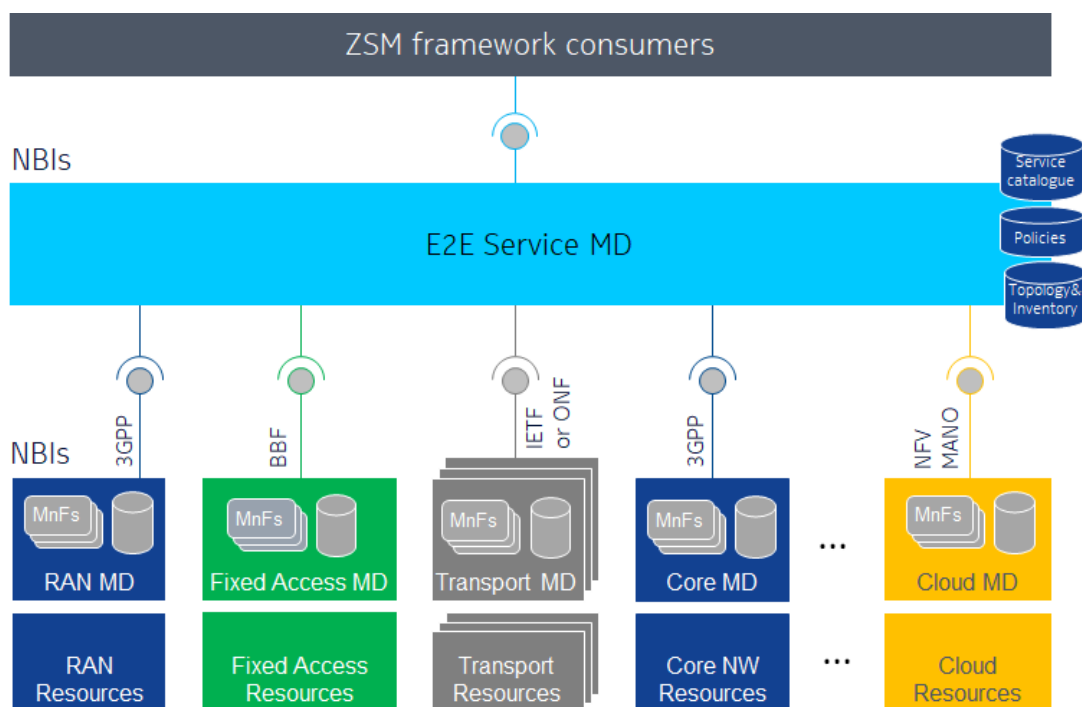 ZSM framework consumers
NBIs
Service
catalogue
Policies
Topology&
Inventory
E2E Service MD
NBIs
3GPP
BBF
IETF
or ONF
3GPP
NFV
MANO
MnFs
RAN MD
MnFs
Fixed Access MD
MnFs
Transport MD
MnFs
Core MD
...
MnFs
Cloud MD
RAN
Resources
Fixed Access
Resources
Transport
Resources
Core NW
Resources
...
Cloud
Resources